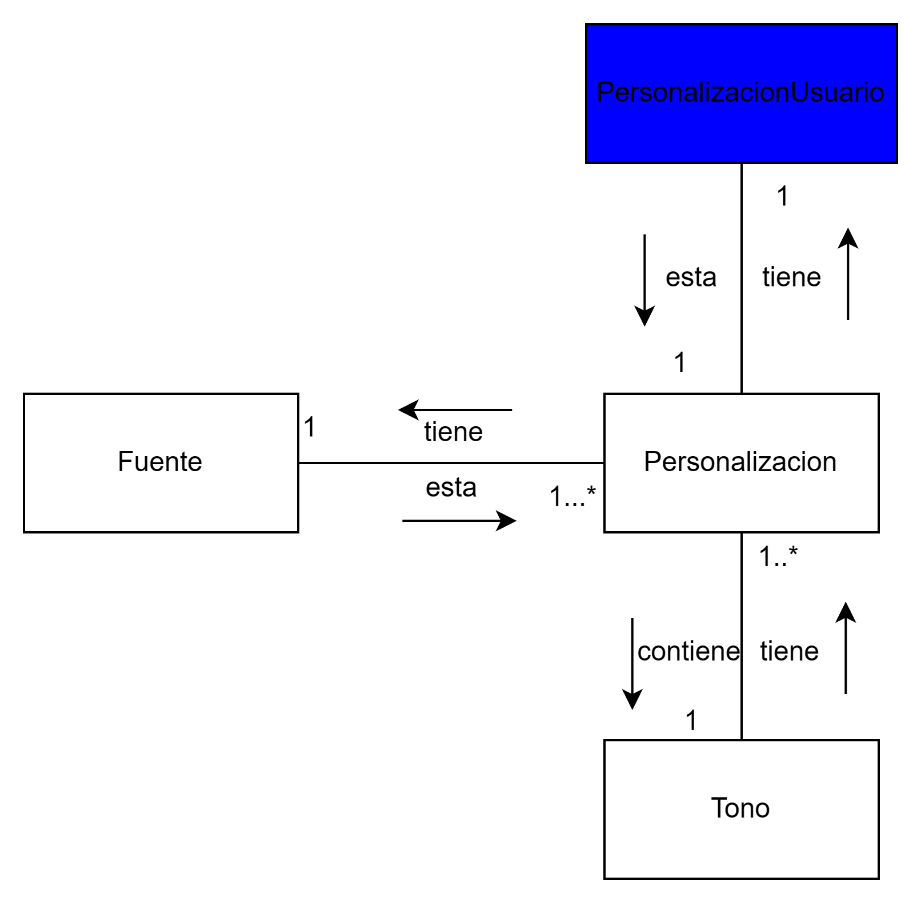 PersonalizacionUsuario
1
esta
tiene
1
Fuente
1
tiene
esta
1...*
Personalizacion
1..*
contiene
tiene
1
Tono